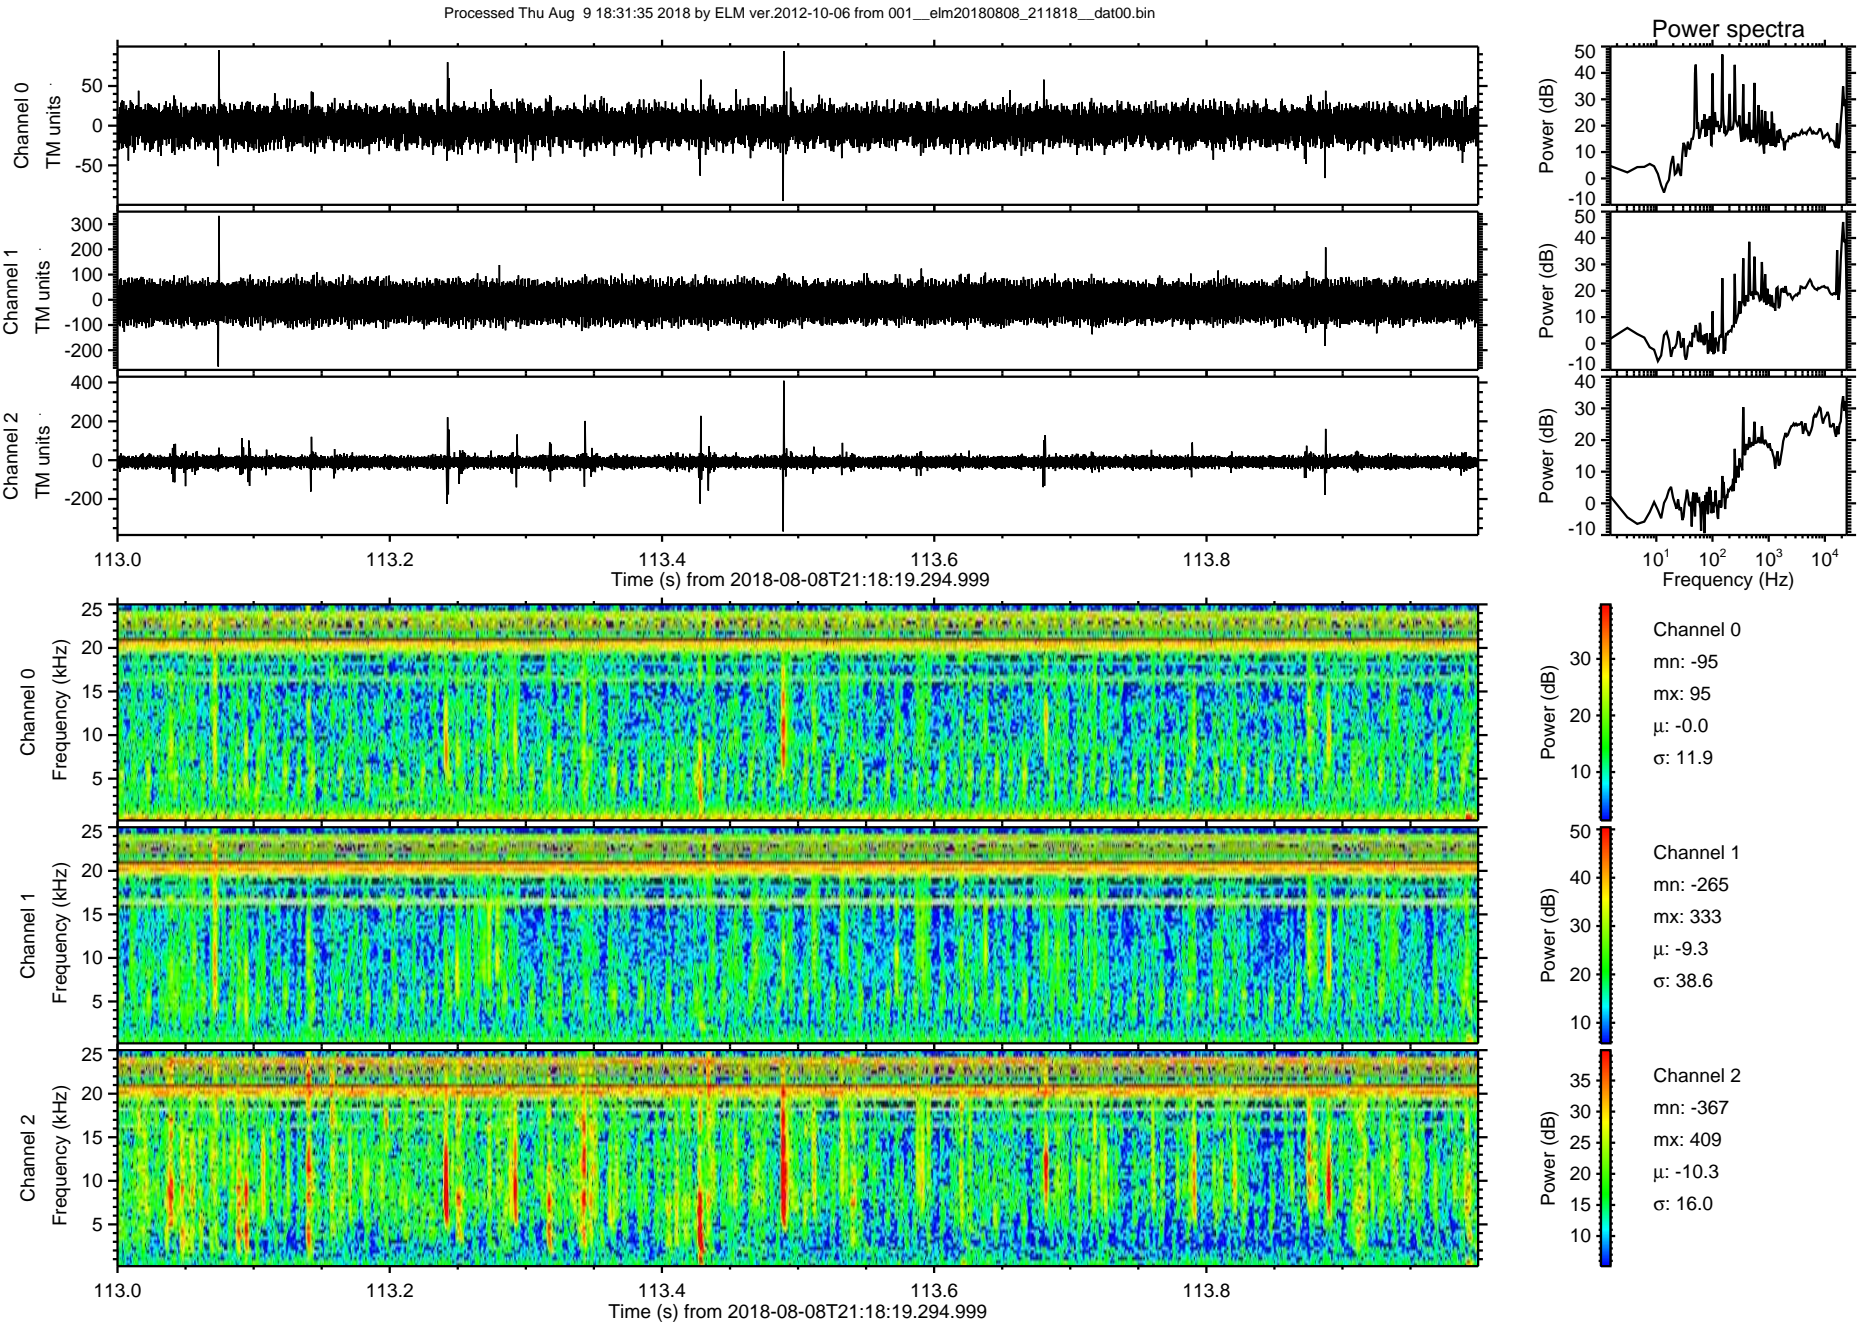 Processed Thu Aug  9 18:31:35 2018 by ELM ver.2012-10-06 from 001__elm20180808_211818__dat00.bin
Power spectra
Channel 0
TM units
50
0
-50
Power (dB)
50
40
30
20
10
0
-10
Channel 1
TM units
300
200
100
0
-100
-200
Power (dB)
50
40
30
20
10
0
-10
Channel 2
TM units
400
200
0
-200
Power (dB)
40
30
20
10
0
-10
113.0 113.2 113.4 113.6 113.8
Time (s) from 2018-08-08T21:18:19.294.999
10^1 10^2 10^3 10^4
Frequency (Hz)
Channel 0
Frequency (kHz)
25
20
15
10
5
Power (dB)
30
20
10
Channel 0
mn: -95
mx: 95
μ: -0.0
σ: 11.9
Channel 1
Frequency (kHz)
25
20
15
10
5
Power (dB)
50
40
30
20
10
Channel 1
mn: -265
mx: 333
μ: -9.3
σ: 38.6
Channel 2
Frequency (kHz)
25
20
15
10
5
Power (dB)
35
30
25
20
15
10
Channel 2
mn: -367
mx: 409
μ: -10.3
σ: 16.0
113.0 113.2 113.4 113.6 113.8
Time (s) from 2018-08-08T21:18:19.294.999